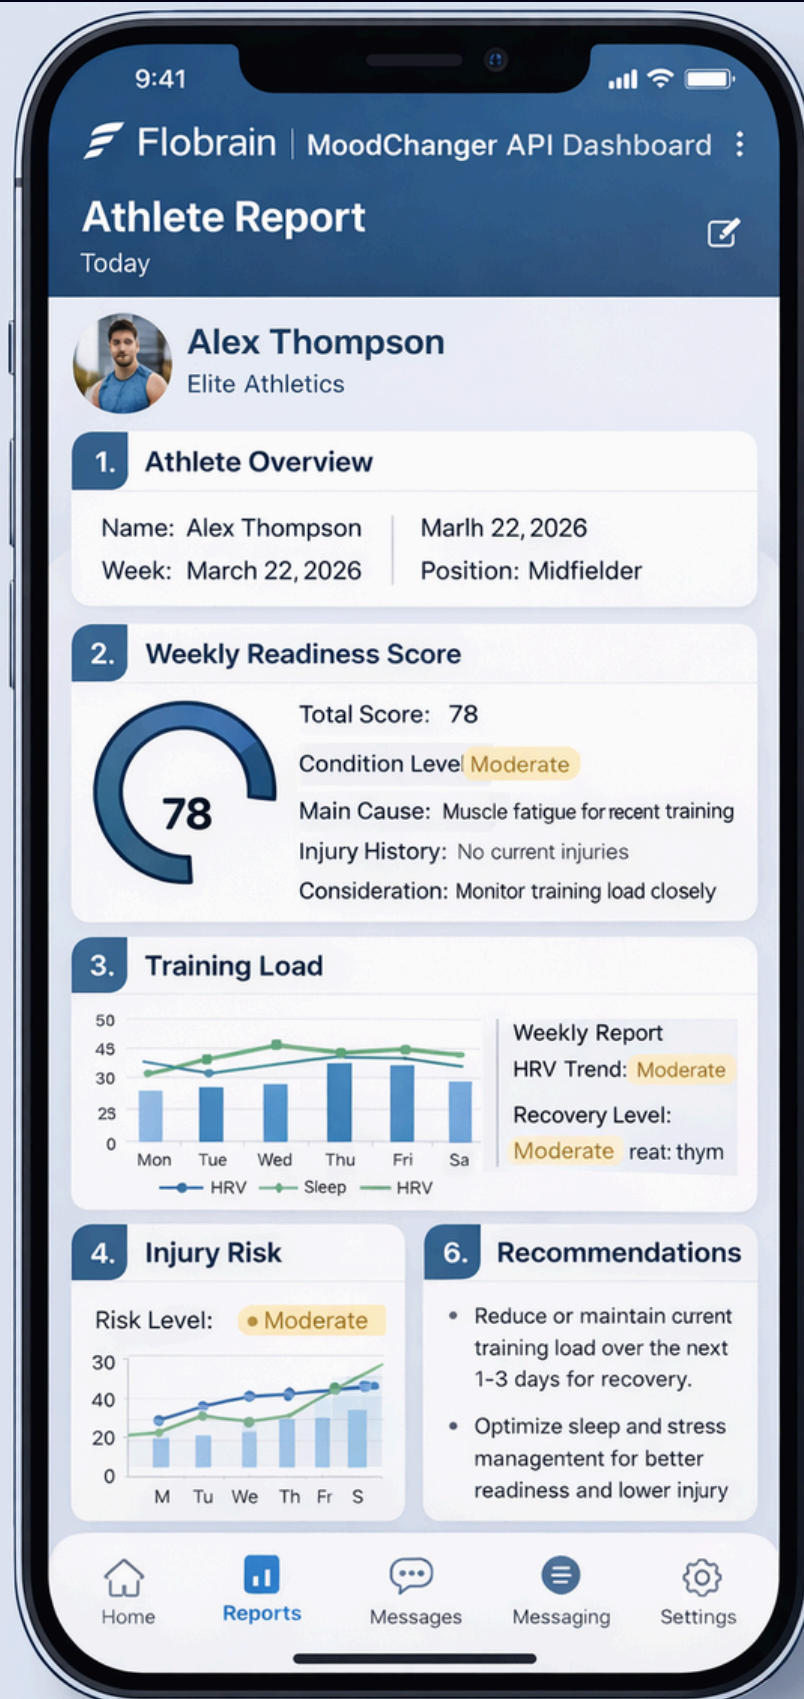 9:41
Flobrain | MoodChanger API Dashboard
Athlete Report
Today
Alex Thompson
Elite Athletics
1. Athlete Overview
Name: Alex Thompson
Marlh 22, 2026
Week: March 22, 2026
Position: Midfielder
2. Weekly Readiness Score
78
Total Score: 78
Condition Level Moderate
Main Cause: Muscle fatigue for recent training
Injury History: No current injuries
Consideration: Monitor training load closely
3. Training Load
50
45
30
23
0
Mon Tue Wed Thu Fri Sa
HRV Sleep HRV
Weekly Report
HRV Trend: Moderate
Recovery Level:
Moderate reat: thym
4. Injury Risk
Risk Level: Moderate
30
40
20
0
M Tu We Th Fr S
6. Recommendations
• Reduce or maintain current
training load over the next
1-3 days for recovery.
• Optimize sleep and stress
managentent for better
readiness and lower injury
Home Reports Messages Messaging Settings